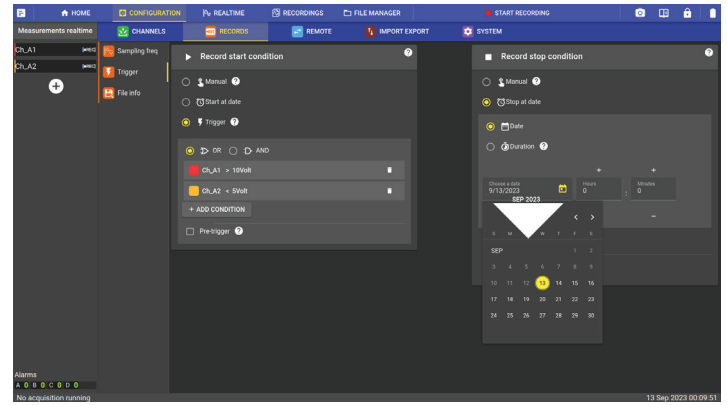 HOME
CONFIGURATION
REALTIME
RECORDINGS
FILE MANAGER
START RECORDING
Measurements realtime
CHANNELS
RECORDS
REMOTE
IMPORT EXPORT
SYSTEM
Ch_A1
Ch_A2
Sampling freq
Trigger
File info
Record start condition
Manual
Start at date
Trigger
OR
AND
Ch_A1 > 10Volt
Ch_A2 < 5Volt
+ ADD CONDITION
Pre-trigger
Record stop condition
Manual
Stop at date
Date
Duration
Choose a date
9/13/2023
Hours
0
:
Minutes
0
+ +
–
SEP 2023
S M W T F S
SEP 1 2
3 4 5 6 7 8 9
10 11 12 13 14 15 16
17 18 19 20 21 22 23
24 25 26 27 28 29 30
Alarms
A 0 B 0 C 0 D 0
No acquisition running
13 Sep 2023 00:09:51